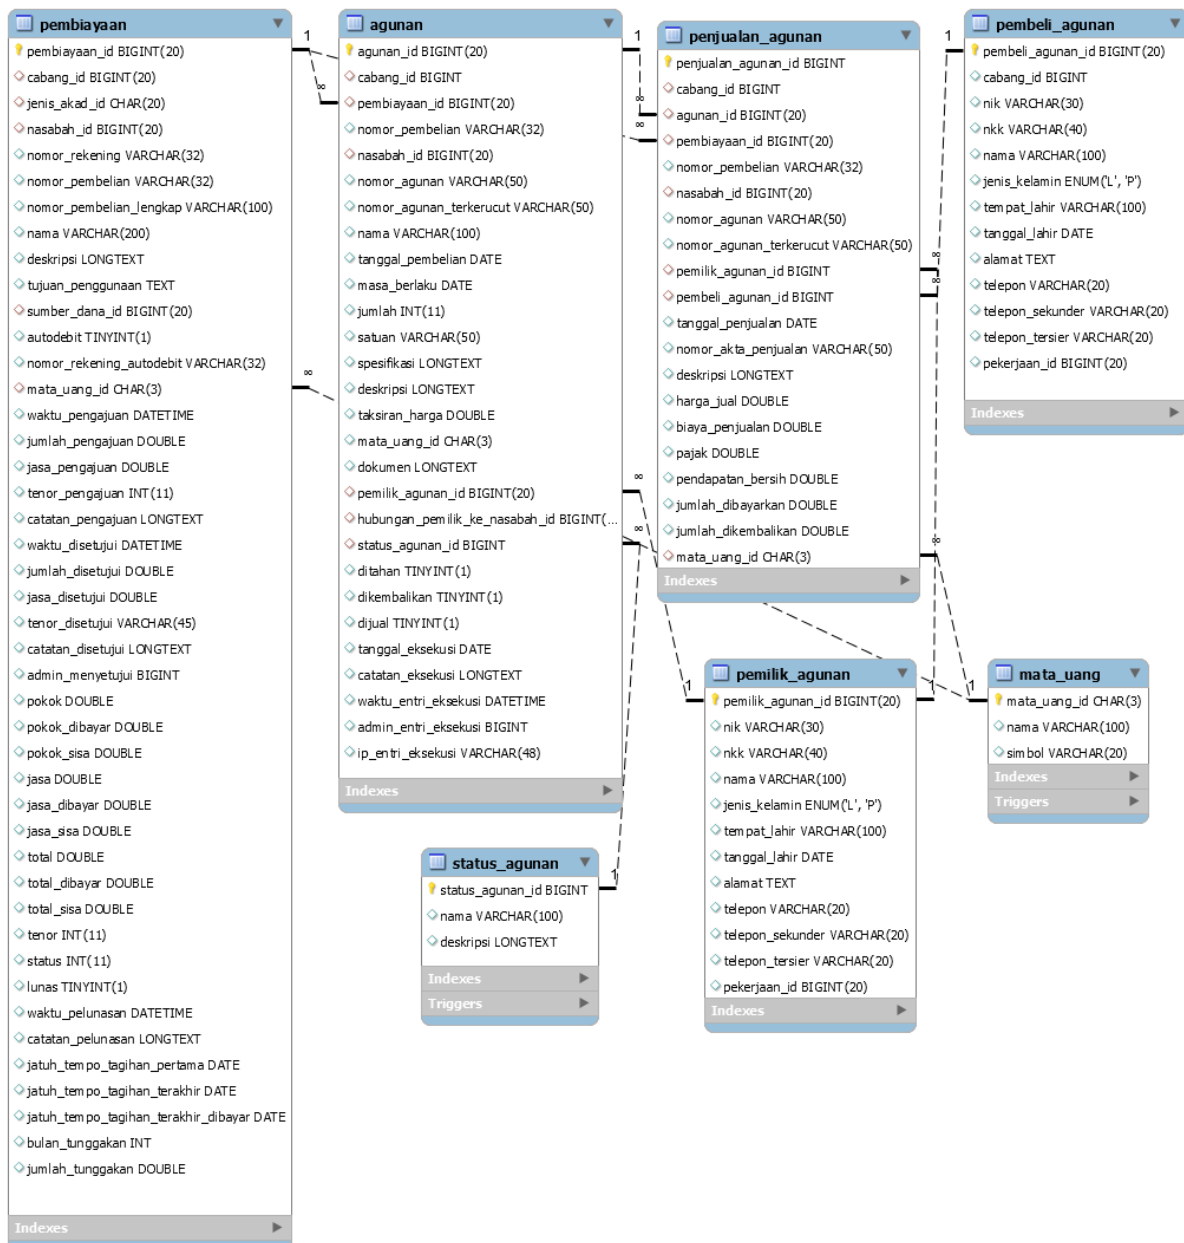 pembiayaan
pembiayaan_id BIGINT(20)
cabang_id BIGINT(20)
jenis_akad_id CHAR(20)
nasabah_id BIGINT(20)
nomor_rekening VARCHAR(32)
nomor_pembelian VARCHAR(32)
nomor_pembelian_lengkap VARCHAR(100)
nama VARCHAR(200)
deskripsi LONGTEXT
tujuan_penggunaan TEXT
sumber_dana_id BIGINT(20)
autodebit TINYINT(1)
nomor_rekening_autodebit VARCHAR(32)
mata_uang_id CHAR(3)
waktu_pengajuan DATETIME
jumlah_pengajuan DOUBLE
jasa_pengajuan DOUBLE
tenor_pengajuan INT(11)
catatan_pengajuan LONGTEXT
waktu_disetujui DATETIME
jumlah_disetujui DOUBLE
jasa_disetujui DOUBLE
tenor_disetujui VARCHAR(45)
catatan_disetujui LONGTEXT
admin_menyetujui BIGINT
pokok DOUBLE
pokok_dibayar DOUBLE
pokok_sisa DOUBLE
jasa DOUBLE
jasa_dibayar DOUBLE
jasa_sisa DOUBLE
total DOUBLE
total_dibayar DOUBLE
total_sisa DOUBLE
tenor INT(11)
status INT(11)
lunas TINYINT(1)
waktu_pelunasan DATETIME
catatan_pelunasan LONGTEXT
jatuh_tempo_tagihan_pertama DATE
jatuh_tempo_tagihan_terakhir DATE
jatuh_tempo_tagihan_terakhir_dibayar DATE
bulan_tunggakan INT
jumlah_tunggakan DOUBLE
Indexes
1
∞
∞
agunan
agunan_id BIGINT(20)
cabang_id BIGINT
pembiayaan_id BIGINT(20)
nomor_pembelian VARCHAR(32)
nasabah_id BIGINT(20)
nomor_agunan VARCHAR(50)
nomor_agunan_terkerucut VARCHAR(50)
nama VARCHAR(100)
tanggal_pembelian DATE
masa_berlaku DATE
jumlah INT(11)
satuan VARCHAR(50)
spesifikasi LONGTEXT
deskripsi LONGTEXT
taksiran_harga DOUBLE
mata_uang_id CHAR(3)
dokumen LONGTEXT
pemilik_agunan_id BIGINT(20)
hubungan_pemilik_ke_nasabah_id BIGINT(...
status_agunan_id BIGINT
ditahan TINYINT(1)
dikembalikan TINYINT(1)
dijual TINYINT(1)
tanggal_eksekusi DATE
catatan_eksekusi LONGTEXT
waktu_entri_eksekusi DATETIME
admin_entri_eksekusi BIGINT
ip_entri_eksekusi VARCHAR(48)
Indexes
1
∞
∞
∞
∞
penjualan_agunan
penjualan_agunan_id BIGINT
cabang_id BIGINT
agunan_id BIGINT(20)
pembiayaan_id BIGINT(20)
nomor_pembelian VARCHAR(32)
nasabah_id BIGINT(20)
nomor_agunan VARCHAR(50)
nomor_agunan_terkerucut VARCHAR(50)
pemilik_agunan_id BIGINT
pembeli_agunan_id BIGINT
tanggal_penjualan DATE
nomor_akta_penjualan VARCHAR(50)
deskripsi LONGTEXT
harga_jual DOUBLE
biaya_penjualan DOUBLE
pajak DOUBLE
pendapatan_bersih DOUBLE
jumlah_dibayarkan DOUBLE
jumlah_dikembalikan DOUBLE
mata_uang_id CHAR(3)
Indexes
1
∞
∞
∞
pembeli_agunan
pembeli_agunan_id BIGINT(20)
cabang_id BIGINT
nik VARCHAR(30)
nkk VARCHAR(40)
nama VARCHAR(100)
jenis_kelamin ENUM('L', 'P')
tempat_lahir VARCHAR(100)
tanggal_lahir DATE
alamat TEXT
telepon VARCHAR(20)
telepon_sekunder VARCHAR(20)
telepon_tersier VARCHAR(20)
pekerjaan_id BIGINT(20)
Indexes
status_agunan
1
status_agunan_id BIGINT
nama VARCHAR(100)
deskripsi LONGTEXT
Indexes
Triggers
pemilik_agunan
1
1
pemilik_agunan_id BIGINT(20)
nik VARCHAR(30)
nkk VARCHAR(40)
nama VARCHAR(100)
jenis_kelamin ENUM('L', 'P')
tempat_lahir VARCHAR(100)
tanggal_lahir DATE
alamat TEXT
telepon VARCHAR(20)
telepon_sekunder VARCHAR(20)
telepon_tersier VARCHAR(20)
pekerjaan_id BIGINT(20)
Indexes
mata_uang
1
mata_uang_id CHAR(3)
nama VARCHAR(100)
simbol VARCHAR(20)
Indexes
Triggers